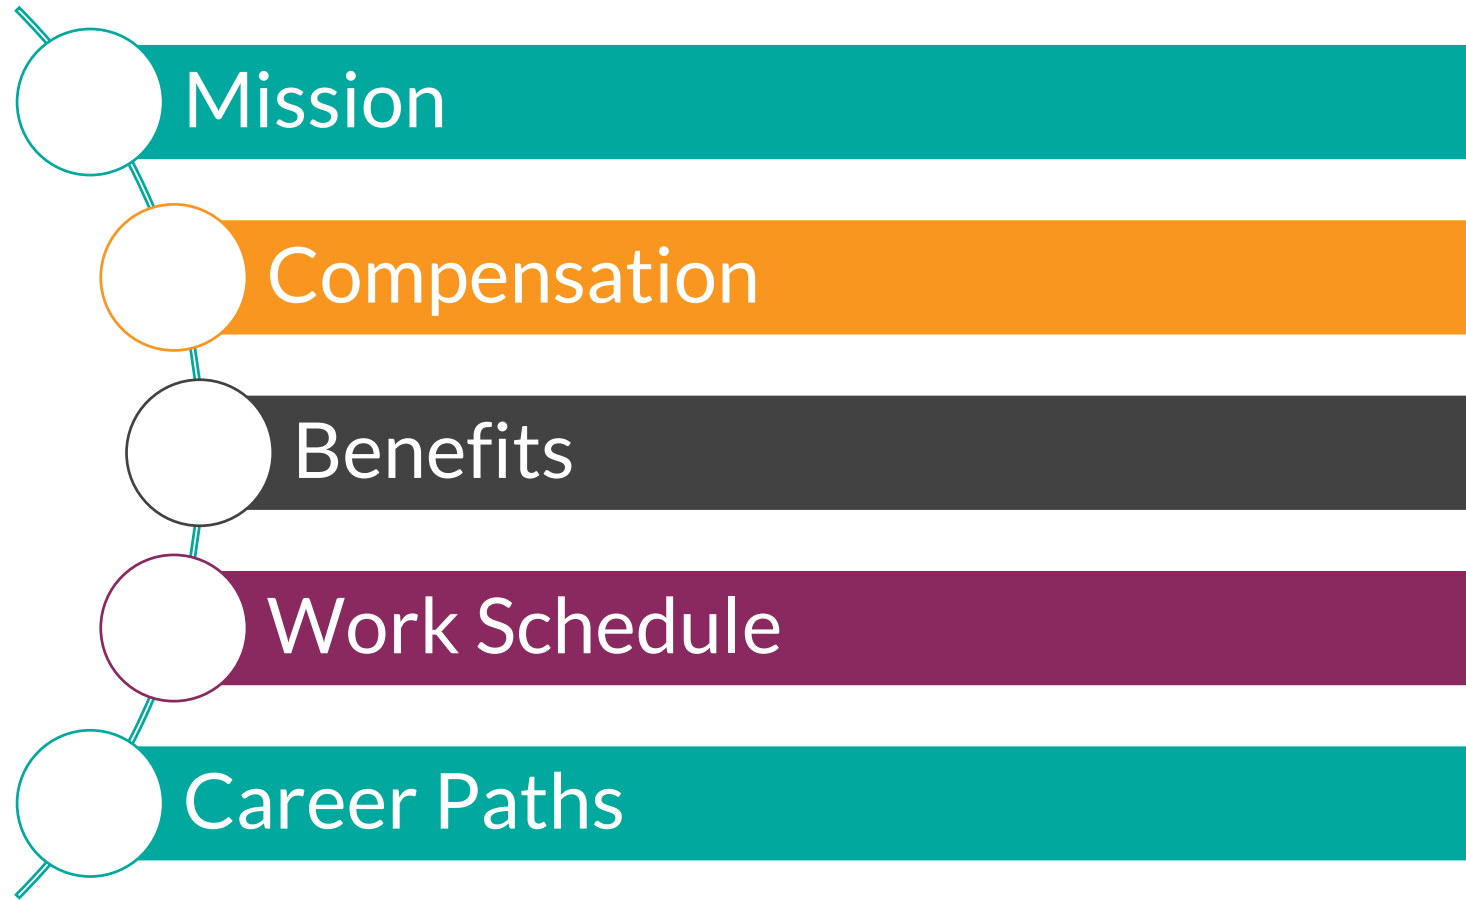 Mission
Compensation
Benefits
Work Schedule
Career Paths